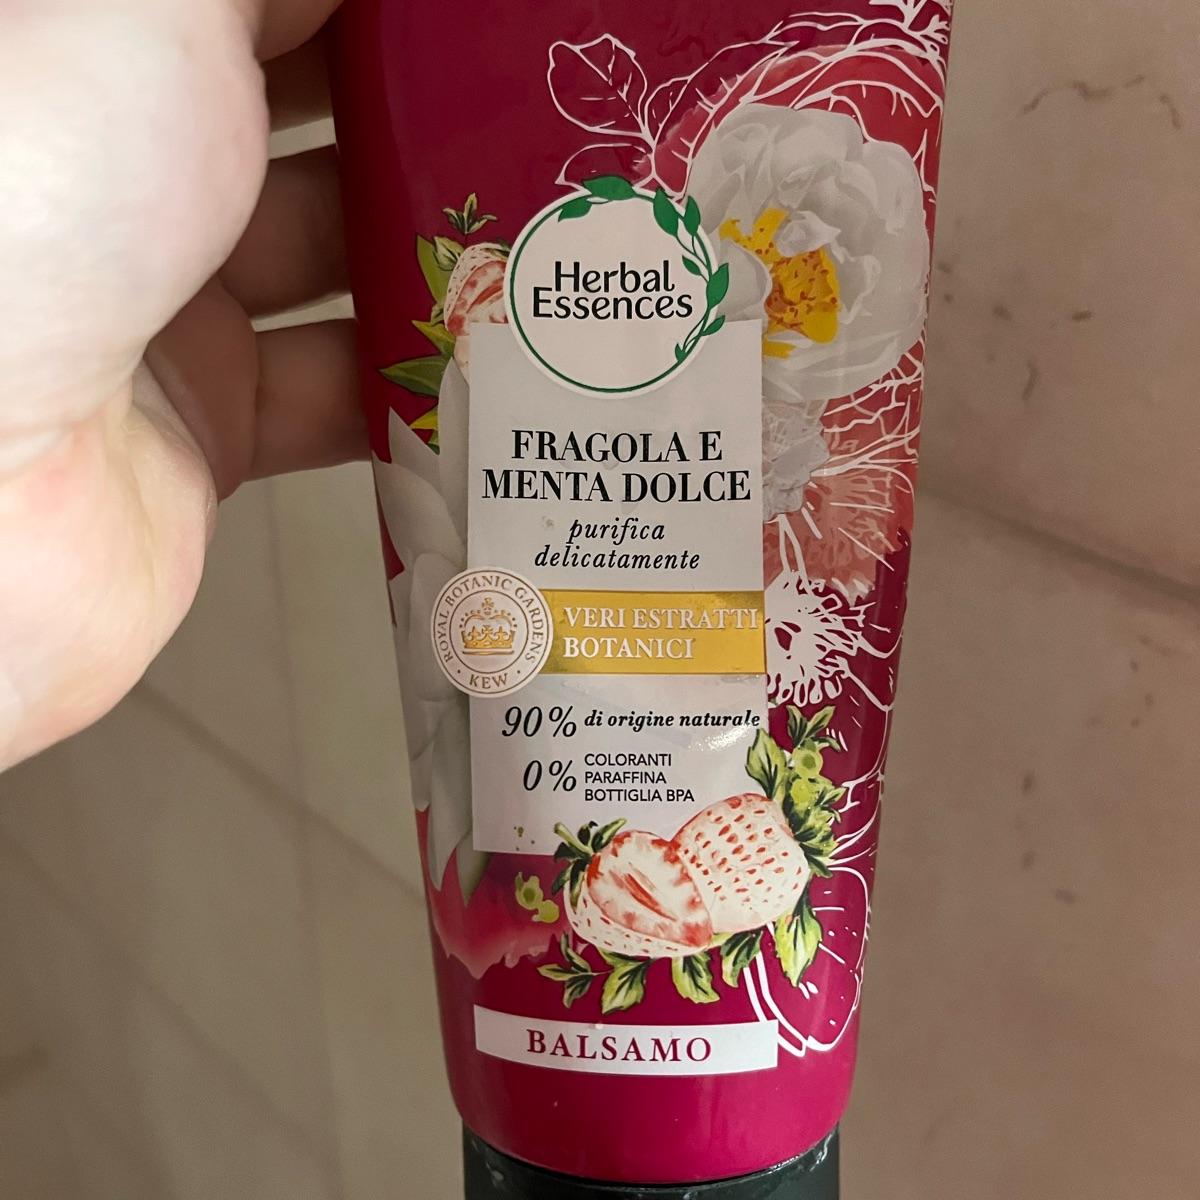 Herbal
Essences
FRAGOLA E
MENTA DOLCE
purifica
delicatamente
ROYAL BOTANIC GARDENS
· KEW ·
VERI ESTRATTI
BOTANICI
90% di origine naturale
0% COLORANTI
PARAFFINA
BOTTIGLIA BPA
BALSAMO